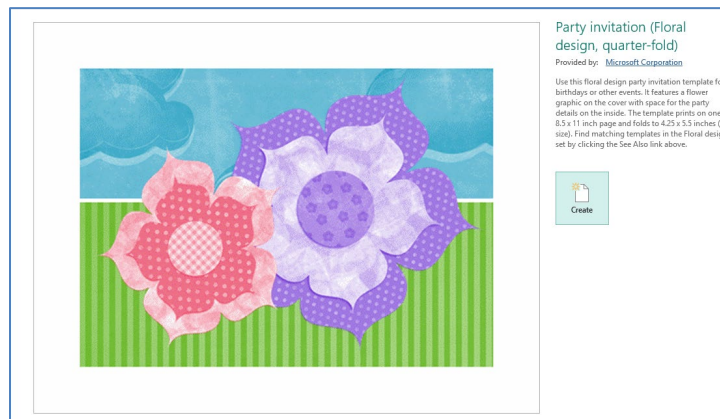 Party invitation (Floral
design, quarter-fold)
Provided by: Microsoft Corporation
Use this floral design party invitation template
birthdays or other events. It features a flower
graphic on the cover with space for the party
details on the inside. The template prints on one
8.5 x 11 inch page and folds to 4.25 x 5.5 inches
size). Find matching templates in the Floral
set by clicking the See Also link above.
Create